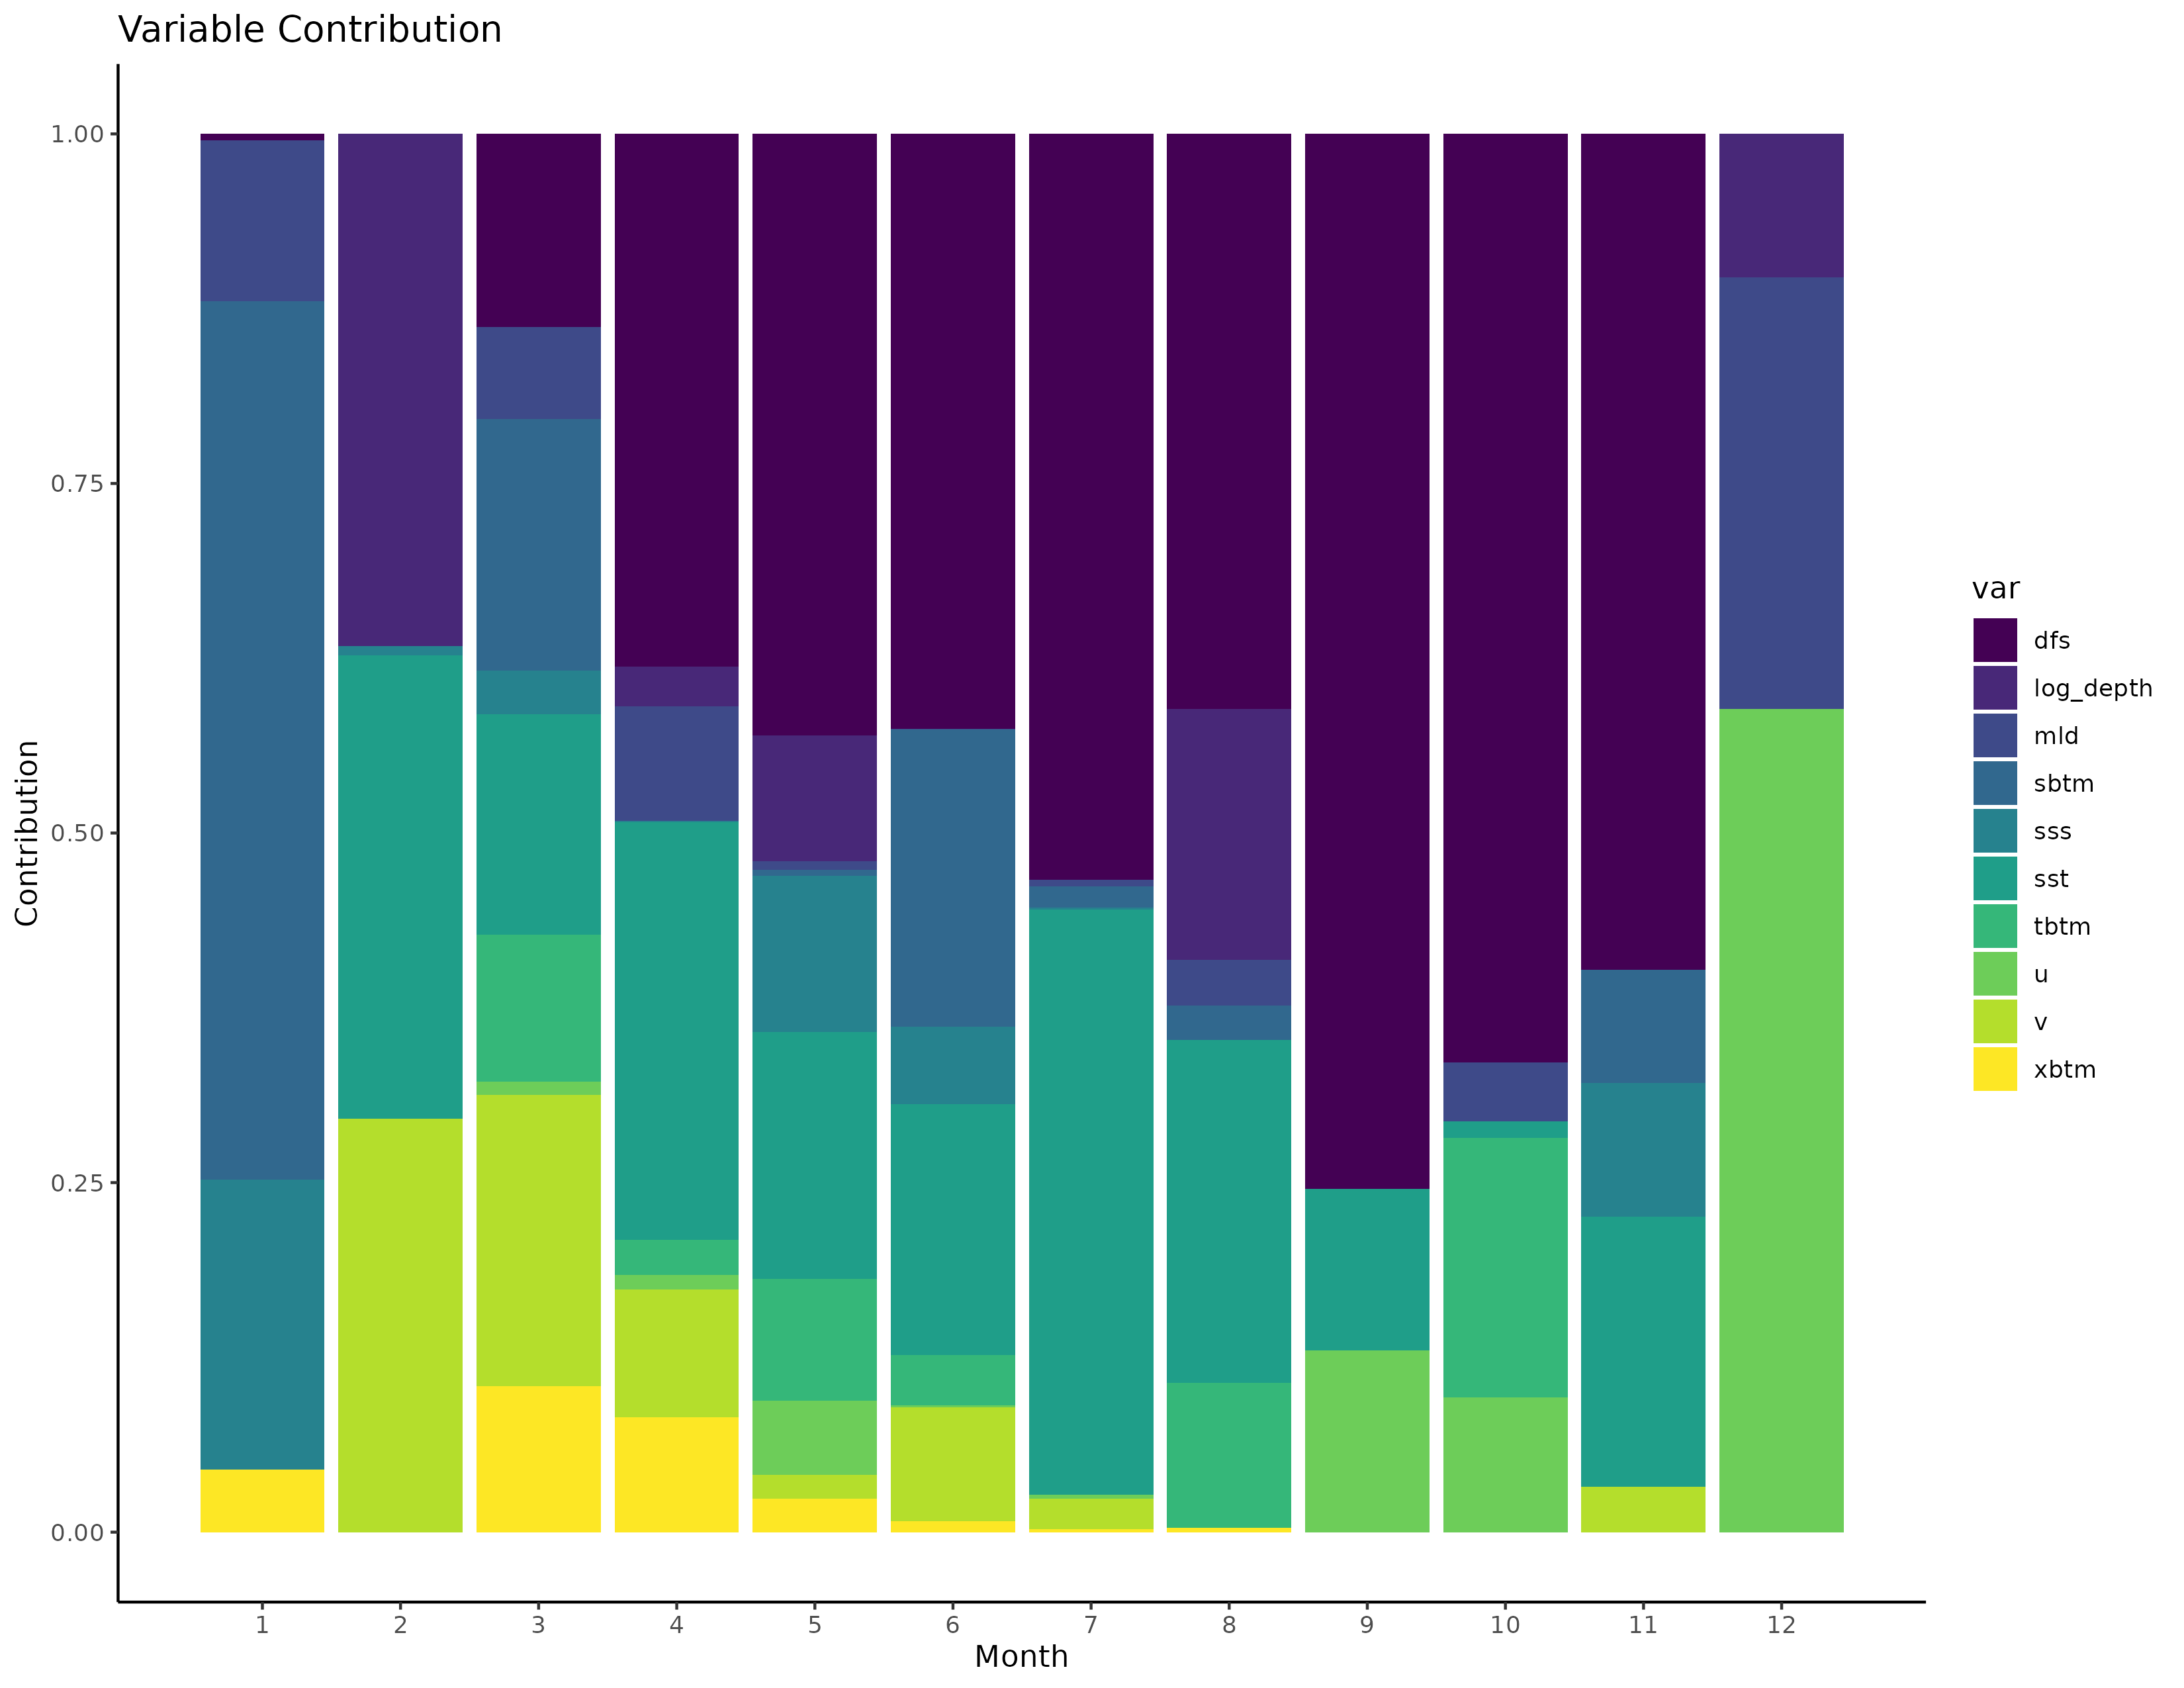 Variable Contribution
1.00
0.75
0.50
0.25
0.00
Contribution
1 2 3 4 5 6 7 8 9 10 11 12
Month
var
dfs
log_depth
mld
sbtm
sss
sst
tbtm
u
v
xbtm